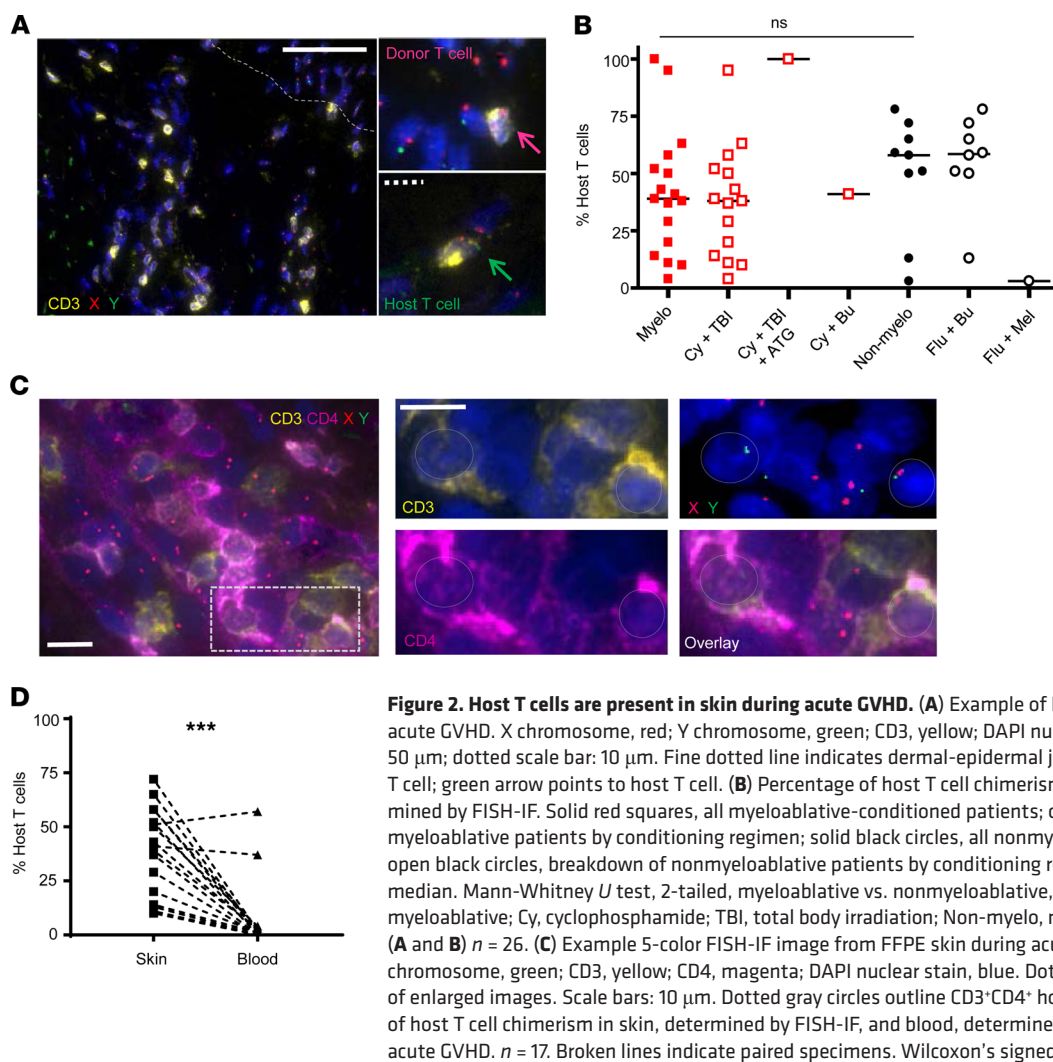 A
Donor T cell
Host T cell
CD3 X Y
B
ns
% Host T cells
100
75
50
25
0
Myelo
Cy + TBI
Cy + TBI
+ ATG
Cy + Bu
Non-myelo
Flu + Bu
Flu + Mel
C
CD3 CD4 X Y
CD3
X Y
CD4
Overlay
D
% Host T cells
100
75
50
25
0
***
Skin
Blood
Figure 2. Host T cells are present in skin during acute GVHD. (A) Example of
acute GVHD. X chromosome, red; Y chromosome, green; CD3, yellow; DAPI nu
50 μm; dotted scale bar: 10 μm. Fine dotted line indicates dermal-epidermal j
T cell; green arrow points to host T cell. (B) Percentage of host T cell chimerism
mined by FISH-IF. Solid red squares, all myeloablative-conditioned patients; o
myeloablative patients by conditioning regimen; solid black circles, all nonmy
open black circles, breakdown of nonmyeloablative patients by conditioning re
median. Mann-Whitney U test, 2-tailed, myeloablative vs. nonmyeloablative,
myeloablative; Cy, cyclophosphamide; TBI, total body irradiation; Non-myelo, n
(A and B) n = 26. (C) Example 5-color FISH-IF image from FFPE skin during acu
chromosome, green; CD3, yellow; CD4, magenta; DAPI nuclear stain, blue. Dot
of enlarged images. Scale bars: 10 μm. Dotted gray circles outline CD3⁺CD4⁺ ho
of host T cell chimerism in skin, determined by FISH-IF, and blood, determine
acute GVHD. n = 17. Broken lines indicate paired specimens. Wilcoxon's signed